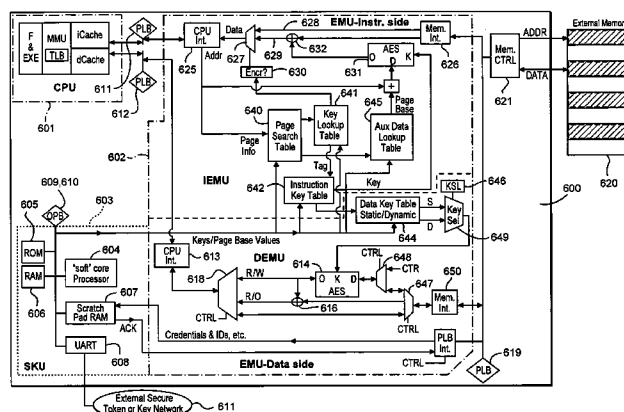 EMU-Instr. side
External Memory
F & EXE
MMU
TLB
iCache
dCache
CPU
601
PLB
611
PLB
612
CPU Int.
625
Data
Addr
627
628
629
632
Encr?
630
AES
O
D
K
631
Mem. Int.
626
Mem. CTRL
621
ADDR
DATA
620
600
602
640
Page Search Table
641
Key Lookup Table
645
Page Base
Aux Data Lookup Table
Page Info
Tag
IEMU
642
Instruction Key Table
Key
KSL
646
Data Key Table Static/Dynamic
644
S
D
Key Sel
649
609,610
OPB
603
605
ROM
604
"soft" core Processor
RAM
606
607
Scratch Pad RAM
ACK
UART
608
SKU
Keys/Page Base Values
CPU Int.
613
DEMU
618
R/W
R/O
CTRL
614
O
K
D
AES
616
648
CTR
CTRL
647
CTRL
650
Mem. Int.
Credential & IDs, etc.
CTRL
PLB Int.
PLB
619
EMU-Data side
External Secure Token or Key Network
611